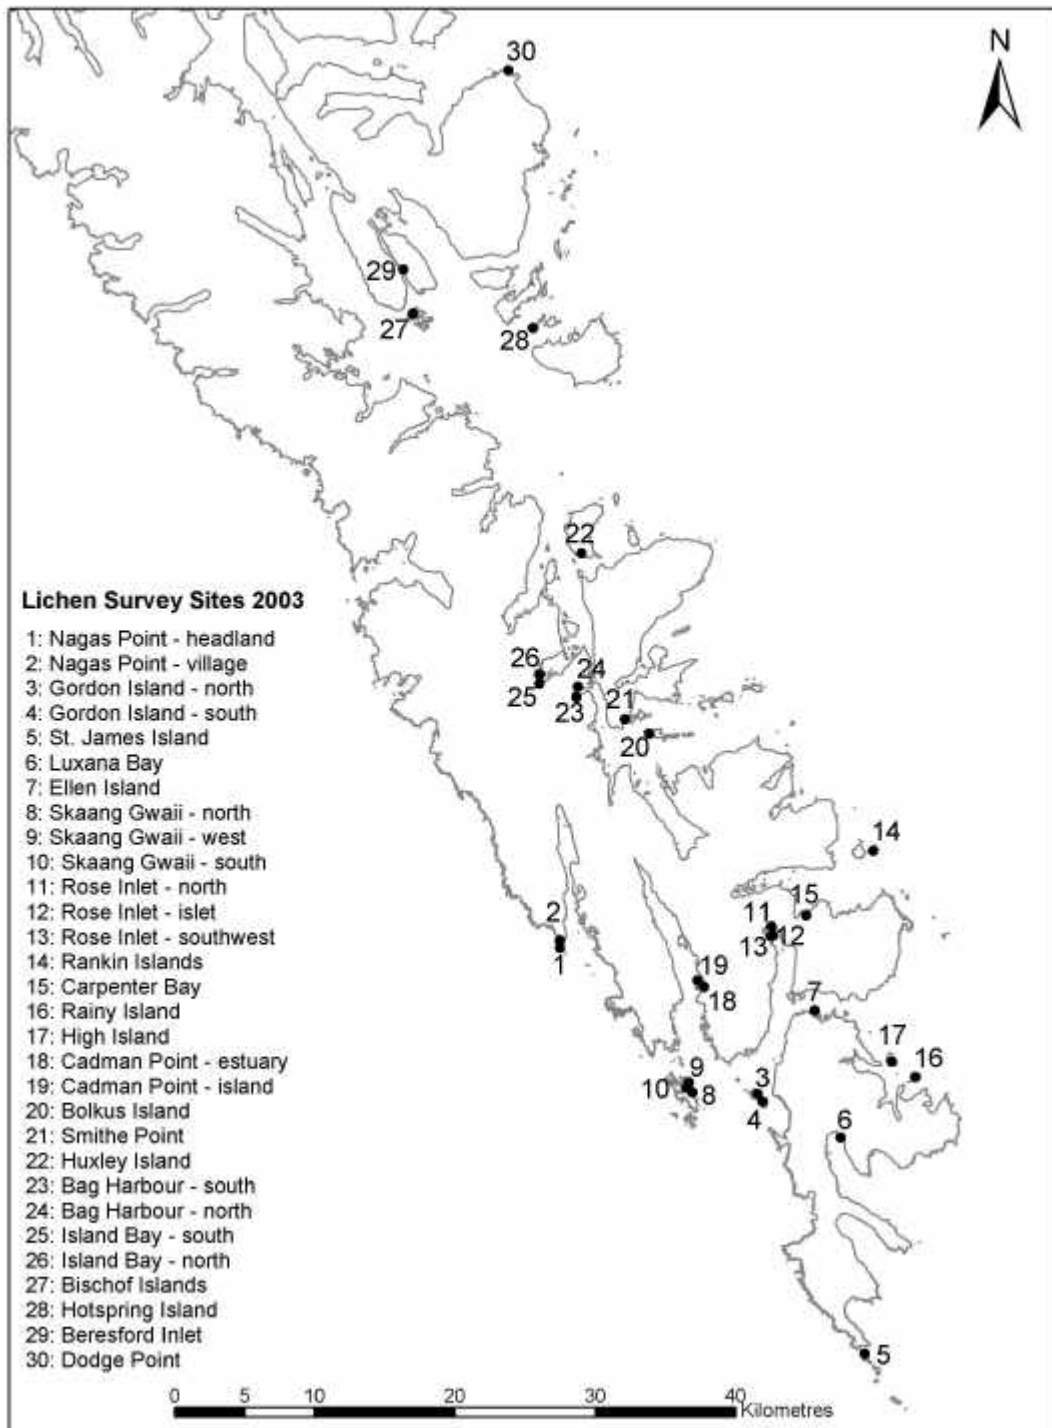 30
N
29
27
28
22
Lichen Survey Sites 2003
1: Nagas Point - headland
2: Nagas Point - village
3: Gordon Island - north
4: Gordon Island - south
5: St. James Island
6: Luxana Bay
7: Ellen Island
8: Skaang Gwaii - north
9: Skaang Gwaii - west
10: Skaang Gwaii - south
11: Rose Inlet - north
12: Rose Inlet - islet
13: Rose Inlet - southwest
14: Rankin Islands
15: Carpenter Bay
16: Rainy Island
17: High Island
18: Cadman Point - estuary
19: Cadman Point - island
20: Bolkus Island
21: Smithe Point
22: Huxley Island
23: Bag Harbour - south
24: Bag Harbour - north
25: Island Bay - south
26: Island Bay - north
27: Bischof Islands
28: Hotspring Island
29: Beresford Inlet
30: Dodge Point
26
24
25
23
21
20
14
15
2
11
13
12
1
19
18
7
17
16
9
10
8
3
4
6
5
0 5 10 20 30 40
Kilometres